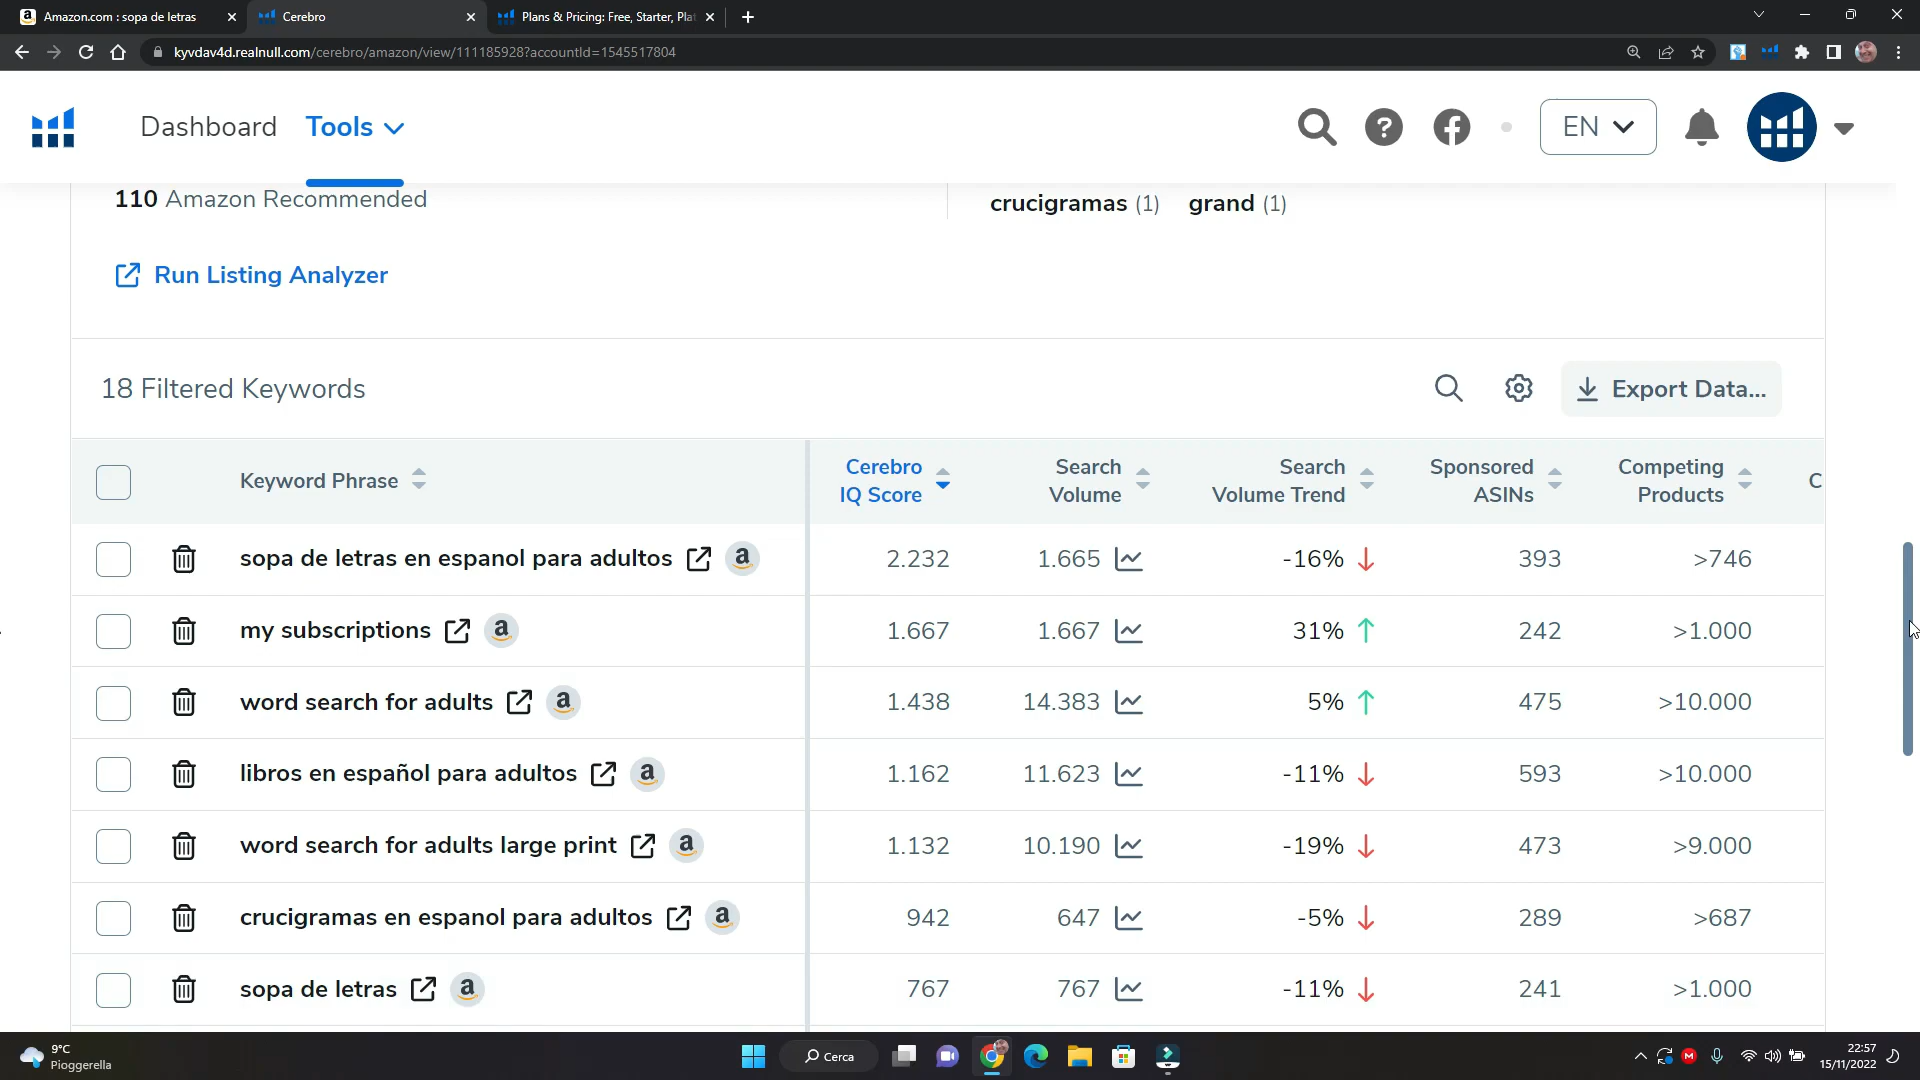 Amazon.com : sopa de letras
Cerebro
Plans & Pricing: Free, Starter, Pla
kyvdav4d.realnull.com/cerebro/amazon/view/111185928?accountId=1545517804
Dashboard Tools EN
110 Amazon Recommended
crucigramas (1) grand (1)
Run Listing Analyzer
18 Filtered Keywords
Export Data...
Keyword Phrase
Cerebro IQ Score
Search Volume
Search Volume Trend
Sponsored ASINs
Competing Products
C
sopa de letras en espanol para adultos 2.232 1.665 -16% 393 >746
my subscriptions 1.667 1.667 31% 242 >1.000
word search for adults 1.438 14.383 5% 475 >10.000
libros en español para adultos 1.162 11.623 -11% 593 >10.000
word search for adults large print 1.132 10.190 -19% 473 >9.000
crucigramas en espanol para adultos 942 647 -5% 289 >687
sopa de letras 767 767 -11% 241 >1.000
9°C
Pioggerella
Cerca
22:57
15/11/2022